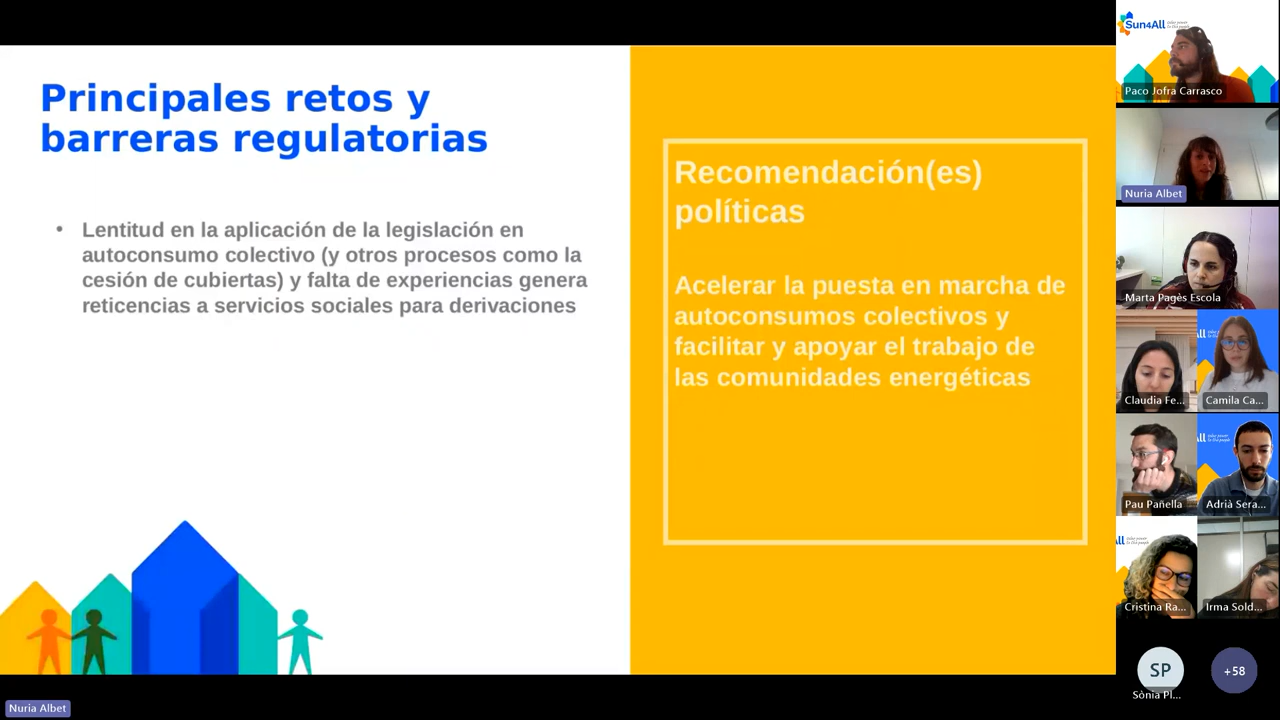 Principales retos y
barreras regulatorias
• Lentitud en la aplicación de la legislación en
autoconsumo colectivo (y otros procesos como la
cesión de cubiertas) y falta de experiencias genera
reticencias a servicios sociales para derivaciones
Recomendación(es)
políticas
Acelerar la puesta en marcha de
autoconsumos colectivos y
facilitar y apoyar el trabajo de
las comunidades energéticas
Sun4All
Paco Jofra Carrasco
Nuria Albet
Marta Pagès Escola
Claudia Fe...
Camila Ca...
Pau Pañella
Adrià Sera...
Cristina Ra...
Irma Sold...
SP
Sònia Pl...
+58
Nuria Albet